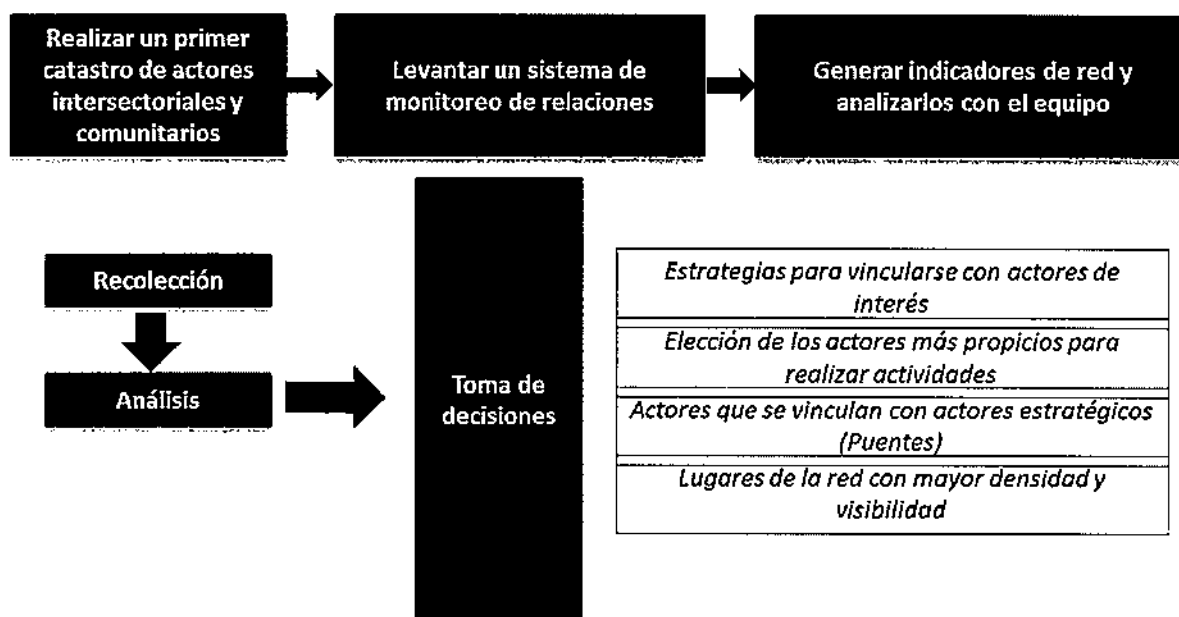 Realizar un primer
catastro de actores
intersectoriales y
comunitarios
Levantar un sistema de
monitoreo de relaciones
Generar indicadores de red y
analizarlos con el equipo
Recolección
Análisis
Toma de
decisiones
Estrategias para vincularse con actores de
interés
Elección de los actores más propicios para
realizar actividades
Actores que se vinculan con actores estratégicos
(Puentes)
Lugares de la red con mayor densidad y
visibilidad